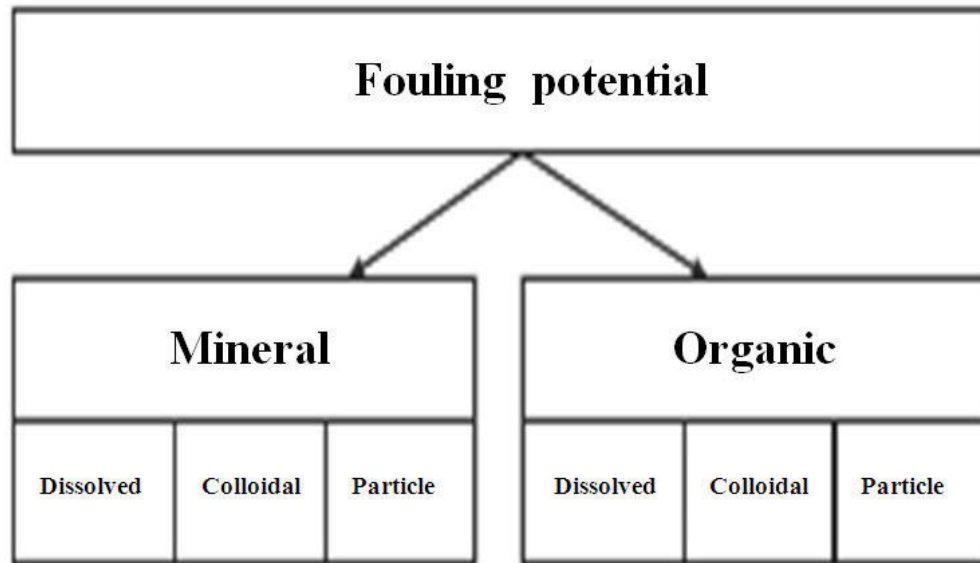 Fouling potential
Mineral
Organic
Dissolved
Colloidal
Particle
Dissolved
Colloidal
Particle